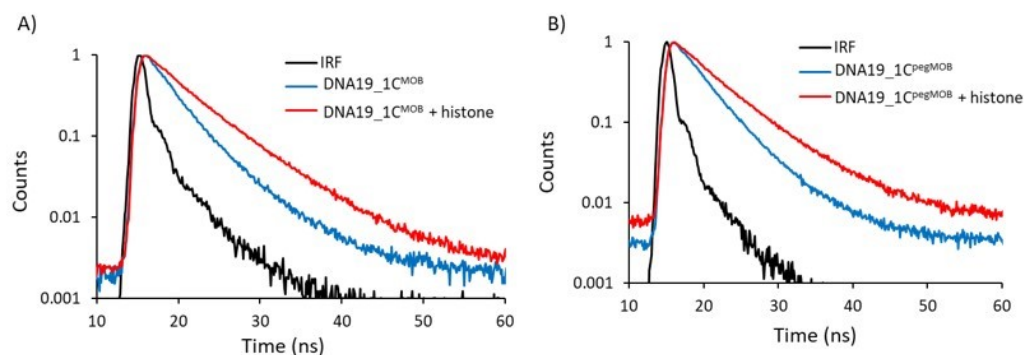 A)
IRF
DNA19_1C^MOB
DNA19_1C^MOB + histone
Counts
1
0.1
0.01
0.001
10 20 30 40 50 60
Time (ns)
B)
IRF
DNA19_1C^pegMOB
DNA19_1C^pegMOB + histone
Counts
1
0.1
0.01
0.001
10 20 30 40 50 60
Time (ns)